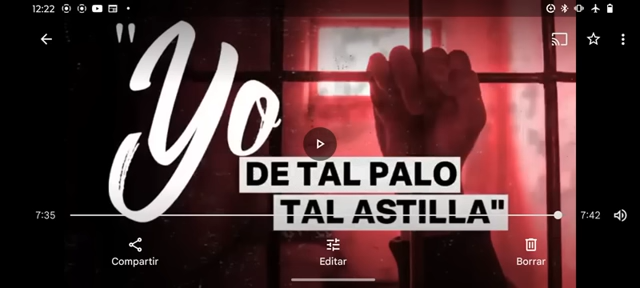 12:22
"Yo
DE TAL PALO
TAL ASTILLA"
7:35
7:42
Compartir
Editar
Borrar